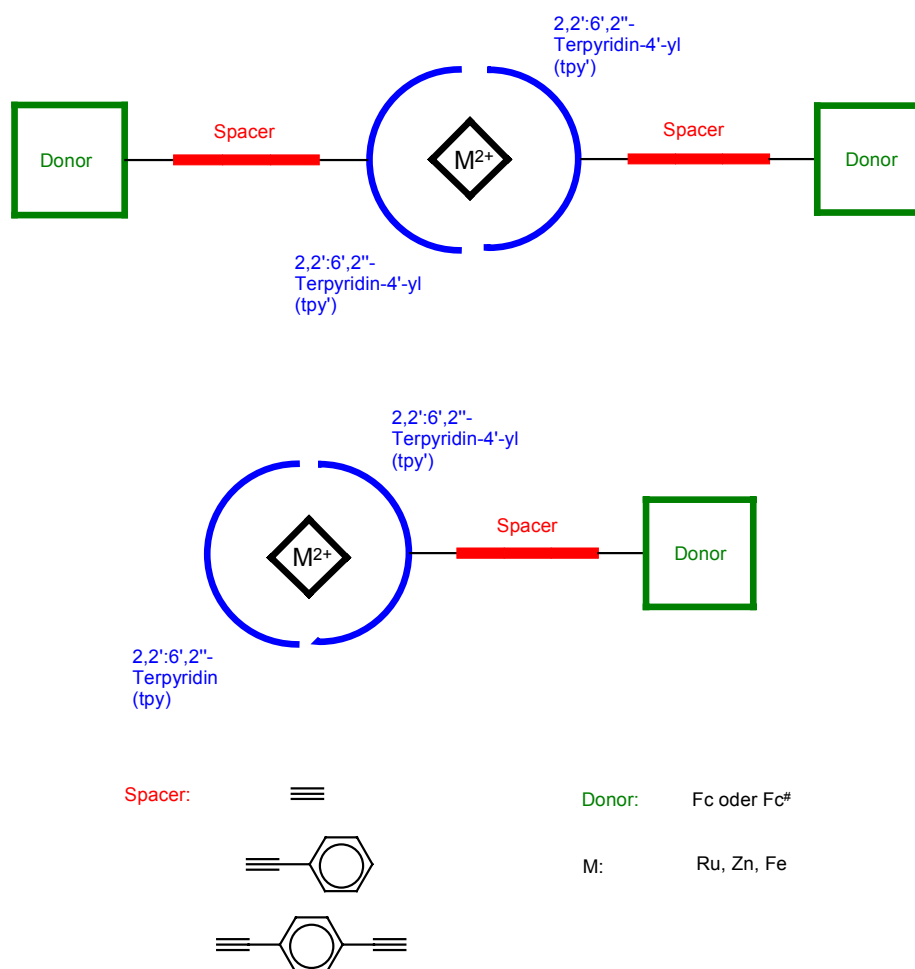 2,2':6',2''-
Terpyridin-4'-yl
(tpy')
Spacer
Spacer
Donor
M2+
Donor
2,2':6',2''-
Terpyridin-4'-yl
(tpy')
2,2':6',2''-
Terpyridin-4'-yl
(tpy')
Spacer
M2+
Donor
2,2':6',2''-
Terpyridin
(tpy)
Spacer:
Donor: Fc oder Fc#
M: Ru, Zn, Fe